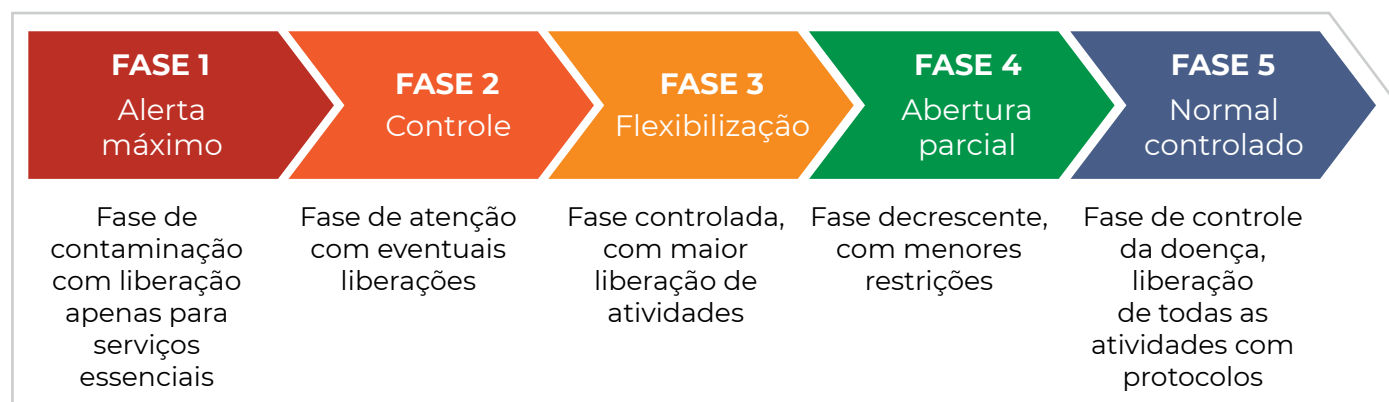 FASE 1
Alerta
máximo
Fase de
contaminação
com liberação
apenas para
serviços
essenciais
FASE 2
Controle
Fase de atenção
com eventuais
liberações
FASE 3
Flexibilização
Fase controlada,
com maior
liberação de
atividades
FASE 4
Abertura
parcial
Fase decrescente,
com menores
restrições
FASE 5
Normal
controlado
Fase de controle
da doença,
liberação
de todas as
atividades com
protocolos